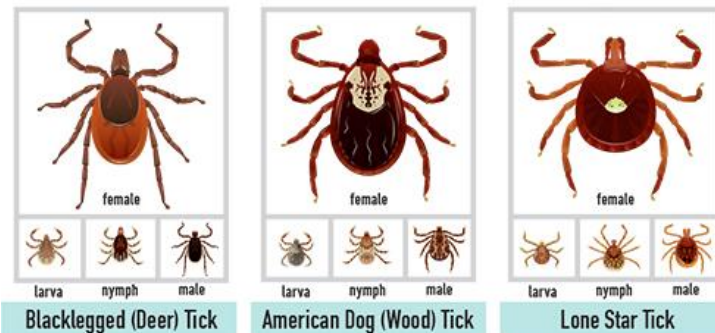 female
larva nymph male
Blacklegged (Deer) Tick
female
larva nymph male
American Dog (Wood) Tick
female
larva nymph male
Lone Star Tick